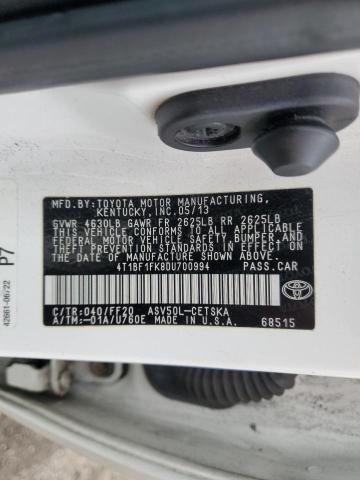 MFD.BY:TOYOTA MOTOR MANUFACTURING,
KENTUCKY,INC.05/13
GVWR 4630LB GAWR FR 2625LB RR 2625LB
THIS VEHICLE CONFORMS TO ALL APPLICABLE
FEDERAL MOTOR VEHICLE SAFETY, BUMPER, AND
THEFT PREVENTION STANDARDS IN EFFECT ON
THE DATE OF MANUFACTURE SHOWN ABOVE.
4T1BF1FK8DU700994 PASS.CAR
C/TR:040/FF20 ASV50L-CETSKA
A/TM:-01A/U760E MADE IN U.S.A.
68515
TOYOTA
P7
42661-06/22